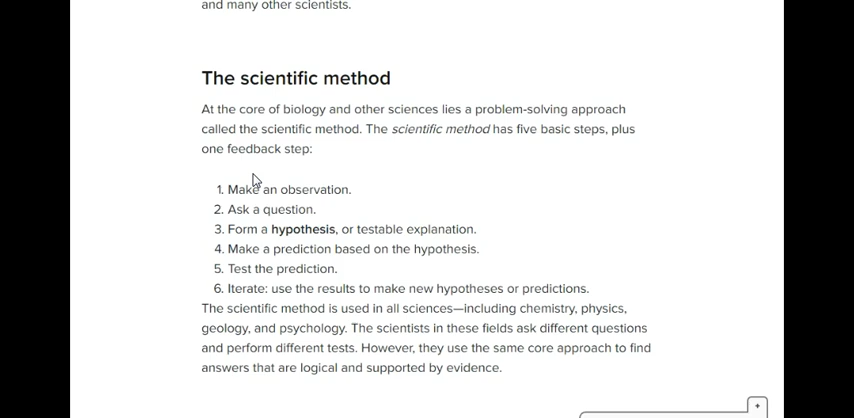 and many other scientists.
The scientific method
At the core of biology and other sciences lies a problem-solving approach
called the scientific method. The scientific method has five basic steps, plus
one feedback step:
1. Make an observation.
2. Ask a question.
3. Form a hypothesis, or testable explanation.
4. Make a prediction based on the hypothesis.
5. Test the prediction.
6. Iterate: use the results to make new hypotheses or predictions.
The scientific method is used in all sciences—including chemistry, physics,
geology, and psychology. The scientists in these fields ask different questions
and perform different tests. However, they use the same core approach to find
answers that are logical and supported by evidence.